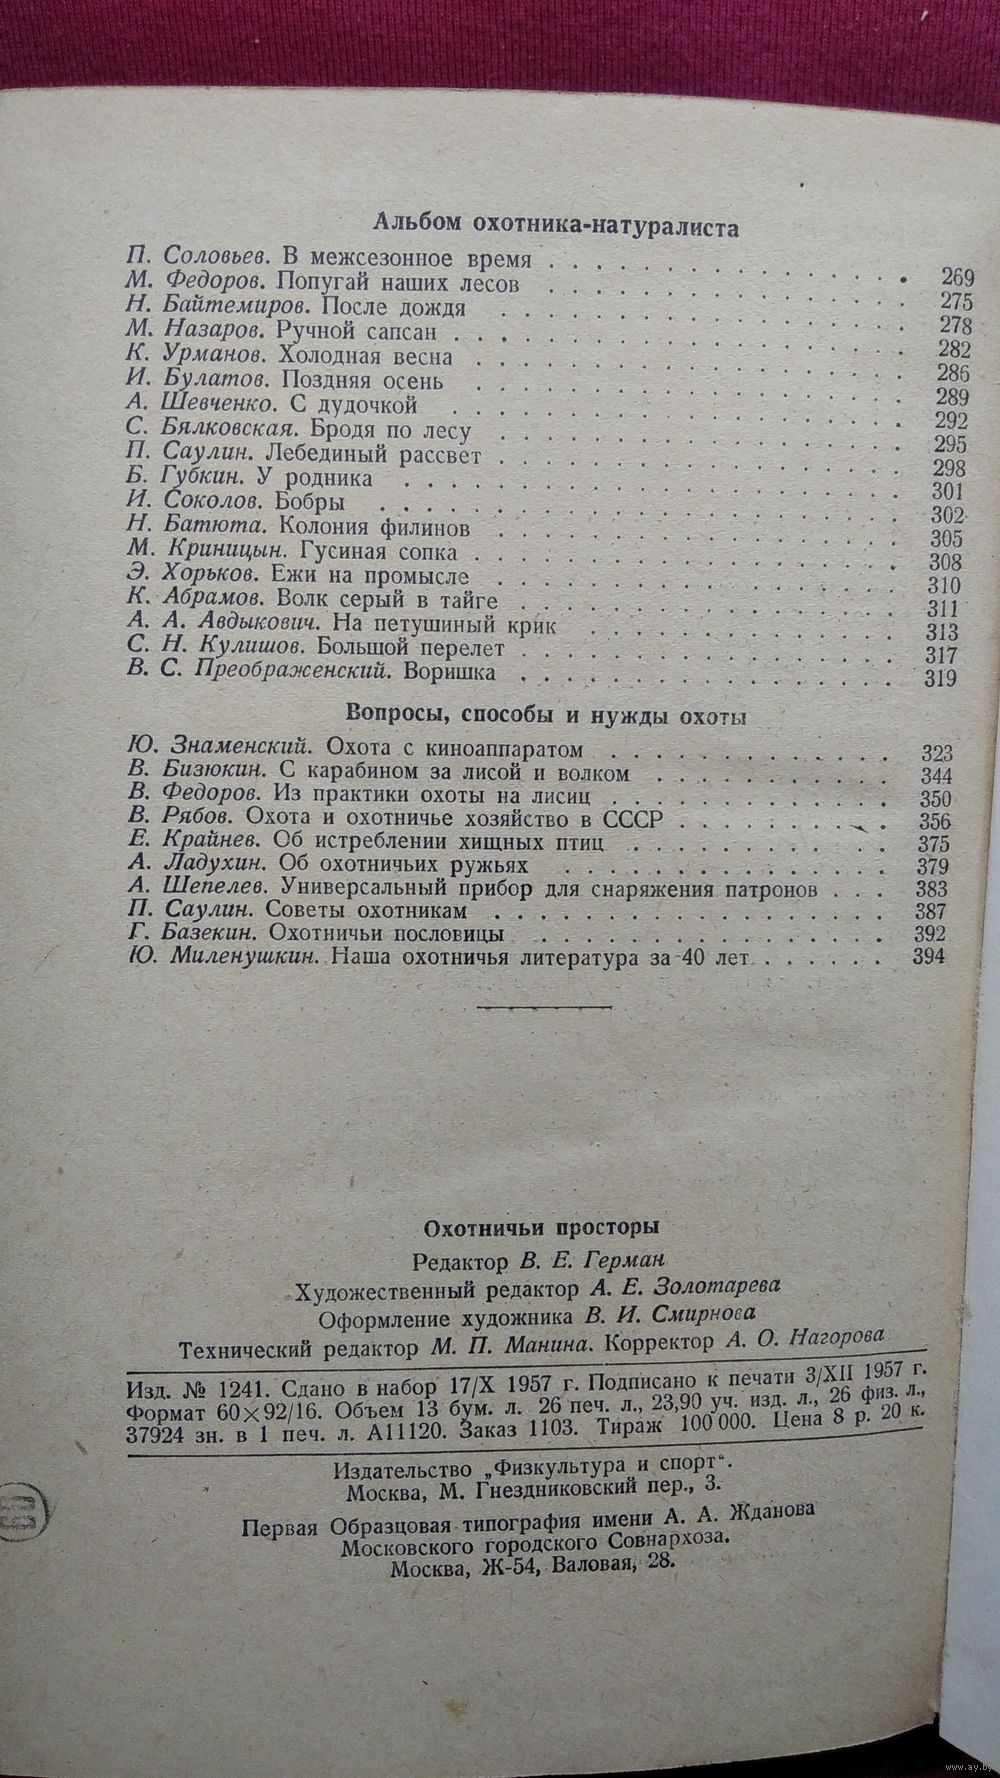 Альбом охотника-натуралиста
П. Соловьев. В межсезонное время . . . . . . . . . . . . 269
М. Федоров. Попугай наших лесов . . . . . . . . . . . . 275
Н. Байтемиров. После дождя . . . . . . . . . . . . 278
М. Назаров. Ручной сапсан . . . . . . . . . . . . 282
К. Урманов. Холодная весна . . . . . . . . . . . . 286
И. Булатов. Поздняя осень . . . . . . . . . . . . 289
А. Шевченко. С дудочкой . . . . . . . . . . . . 292
С. Бялковская. Бродя по лесу . . . . . . . . . . . . 295
П. Саулин. Лебединый рассвет . . . . . . . . . . . . 298
Б. Губкин. У родника . . . . . . . . . . . . 301
И. Соколов. Бобры . . . . . . . . . . . . 302
Н. Батюта. Колония филинов . . . . . . . . . . . . 305
М. Криницын. Гусиная сопка . . . . . . . . . . . . 308
Э. Хорьков. Ежи на промысле . . . . . . . . . . . . 310
К. Абрамов. Волк серый в тайге . . . . . . . . . . . . 311
А. А. Авдыкович. На петушиный крик . . . . . . . . . . . . 313
С. Н. Кулишов. Большой перелет . . . . . . . . . . . . 317
В. С. Преображенский. Воришка . . . . . . . . . . . . 319
Вопросы, способы и нужды охоты
Ю. Знаменский. Охота с киноаппаратом . . . . . . . . . . . . 323
В. Бизюкин. С карабином за лисой и волком . . . . . . . . . . 344
В. Федоров. Из практики охоты на лисиц . . . . . . . . . . . . 350
В. Рябов. Охота и охотничье хозяйство в СССР . . . . . . . . . 356
Е. Крайнев. Об истреблении хищных птиц . . . . . . . . . . . 375
А. Ладухин. Об охотничьих ружьях . . . . . . . . . . . . 379
А. Шепелев. Универсальный прибор для снаряжения патронов . . . 383
П. Саулин. Советы охотникам . . . . . . . . . . . . 387
Г. Базекин. Охотничьи пословицы . . . . . . . . . . . . 392
Ю. Миленушкин. Наша охотничья литература за 40 лет . . . . . . 394
Охотничьи просторы
Редактор В. Е. Герман
Художественный редактор А. Е. Золотарева
Оформление художника В. И. Смирнова
Технический редактор М. П. Манина. Корректор А. О. Нагорова
Изд. № 1241. Сдано в набор 17/X 1957 г. Подписано к печати 3/XII 1957 г.
Формат 60×92/16. Объем 13 бум. л. 26 печ. л., 23,90 уч. изд. л., 26 физ. л.,
37924 зн. в 1 печ. л. А11120. Заказ 1103. Тираж 100 000. Цена 8 р. 20 к.
Издательство „Физкультура и спорт“.
Москва, М. Гнездниковский пер., 3.
Первая Образцовая типография имени А. А. Жданова
Московского городского Совнархоза.
Москва, Ж-54, Валовая, 28.
www.ay.by